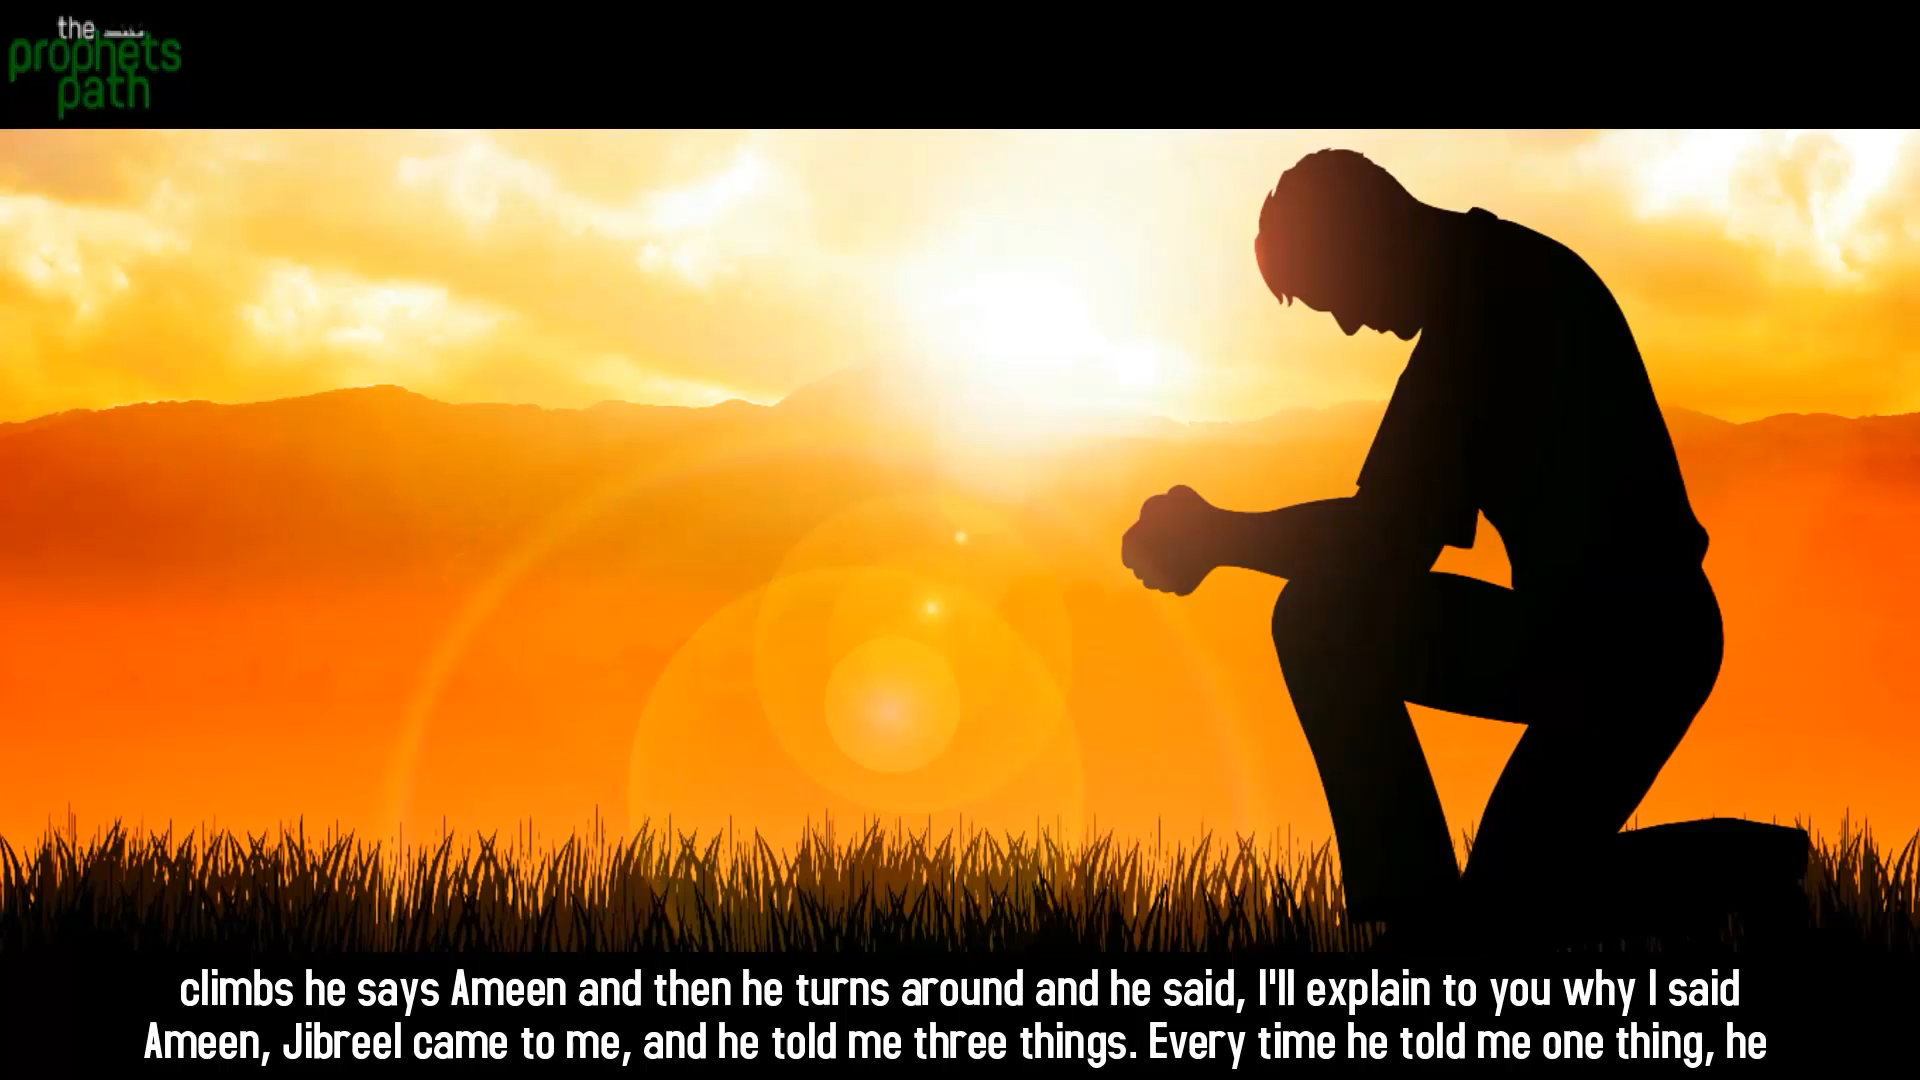 the
prophets
path
climbs he says Ameen and then he turns around and he said, I'll explain to you why I said
Ameen, Jibreel came to me, and he told me three things. Every time he told me one thing, he